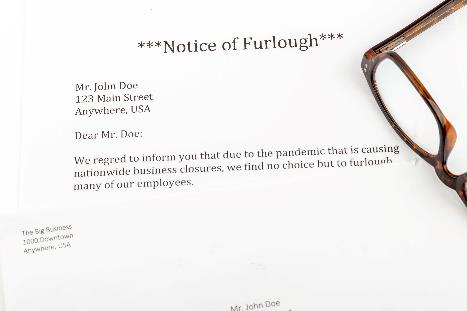 ***Notice of Furlough***
Mr. John Doe
123 Main Street
Anywhere, USA
Dear Mr. Doe:
We regred to inform you that due to the pandemic that is causing
nationwide business closures, we find no choice but to furlough
many of our employees.
The Big Business
1000 Downtown
Anywhere, USA
Mr. John Doe